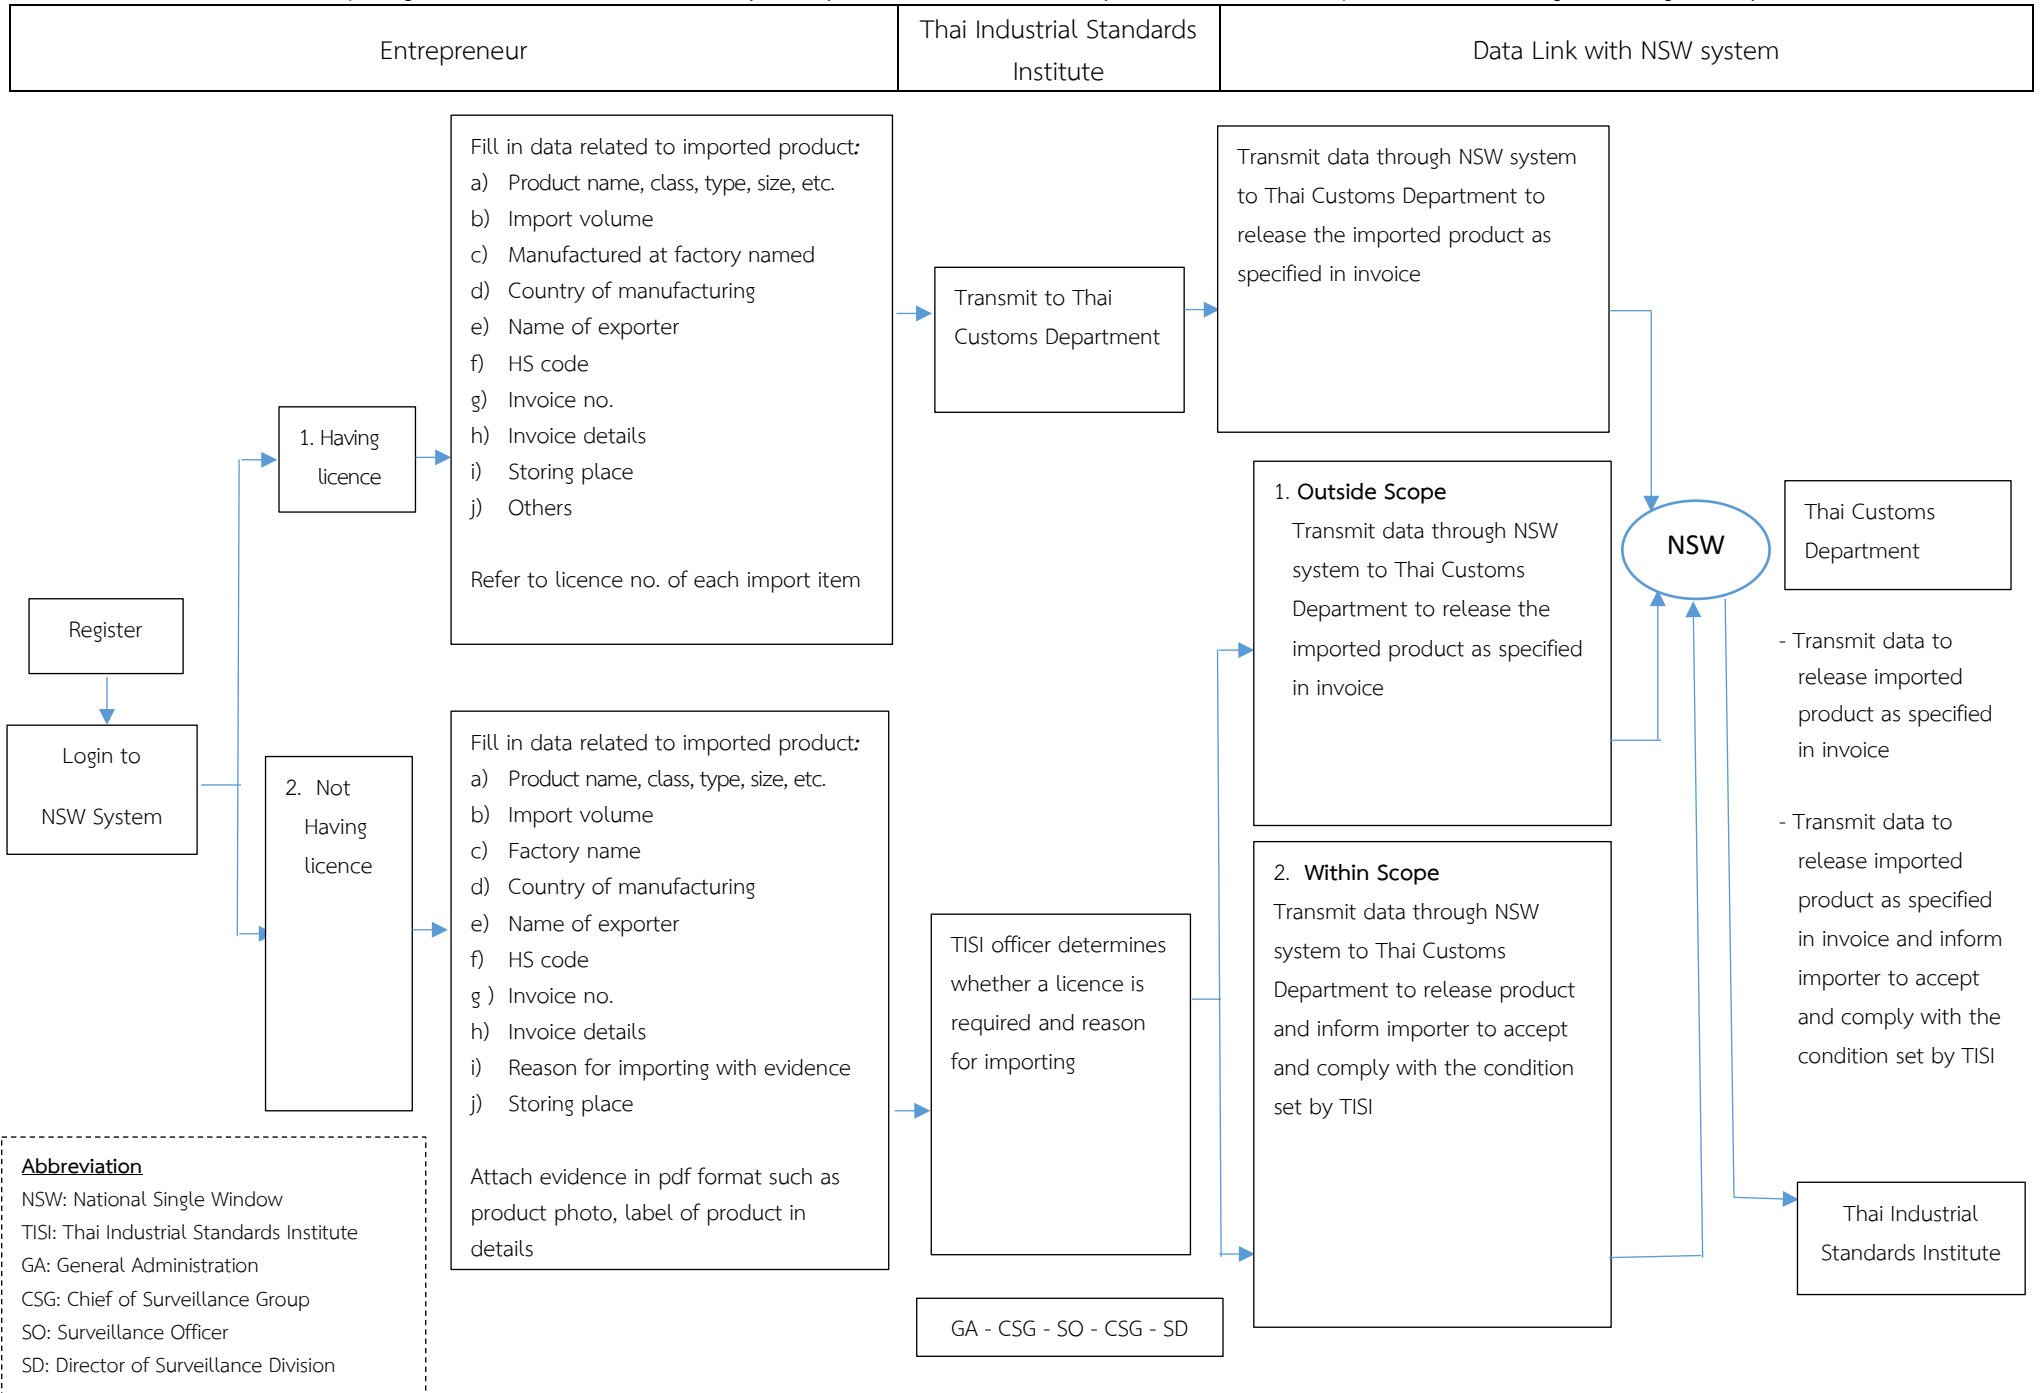 Entrepreneur
Thai Industrial Standards
Institute
Data Link with NSW system
Register
Login to
NSW System
1. Having
licence
2. Not
Having
licence
Fill in data related to imported product:
a) Product name, class, type, size, etc.
b) Import volume
c) Manufactured at factory named
d) Country of manufacturing
e) Name of exporter
f) HS code
g) Invoice no.
h) Invoice details
i) Storing place
j) Others
Refer to licence no. of each import item
Fill in data related to imported product:
a) Product name, class, type, size, etc.
b) Import volume
c) Factory name
d) Country of manufacturing
e) Name of exporter
f) HS code
g ) Invoice no.
h) Invoice details
i) Reason for importing with evidence
j) Storing place
Attach evidence in pdf format such as
product photo, label of product in
details
Transmit to Thai
Customs Department
TISI officer determines
whether a licence is
required and reason
for importing
GA - CSG - SO - CSG - SD
Transmit data through NSW system
to Thai Customs Department to
release the imported product as
specified in invoice
1. Outside Scope
Transmit data through NSW
system to Thai Customs
Department to release the
imported product as specified
in invoice
2. Within Scope
Transmit data through NSW
system to Thai Customs
Department to release product
and inform importer to accept
and comply with the condition
set by TISI
NSW
Thai Customs
Department
- Transmit data to
release imported
product as specified
in invoice
- Transmit data to
release imported
product as specified
in invoice and inform
importer to accept
and comply with the
condition set by TISI
Thai Industrial
Standards Institute
Abbreviation
NSW: National Single Window
TISI: Thai Industrial Standards Institute
GA: General Administration
CSG: Chief of Surveillance Group
SO: Surveillance Officer
SD: Director of Surveillance Division